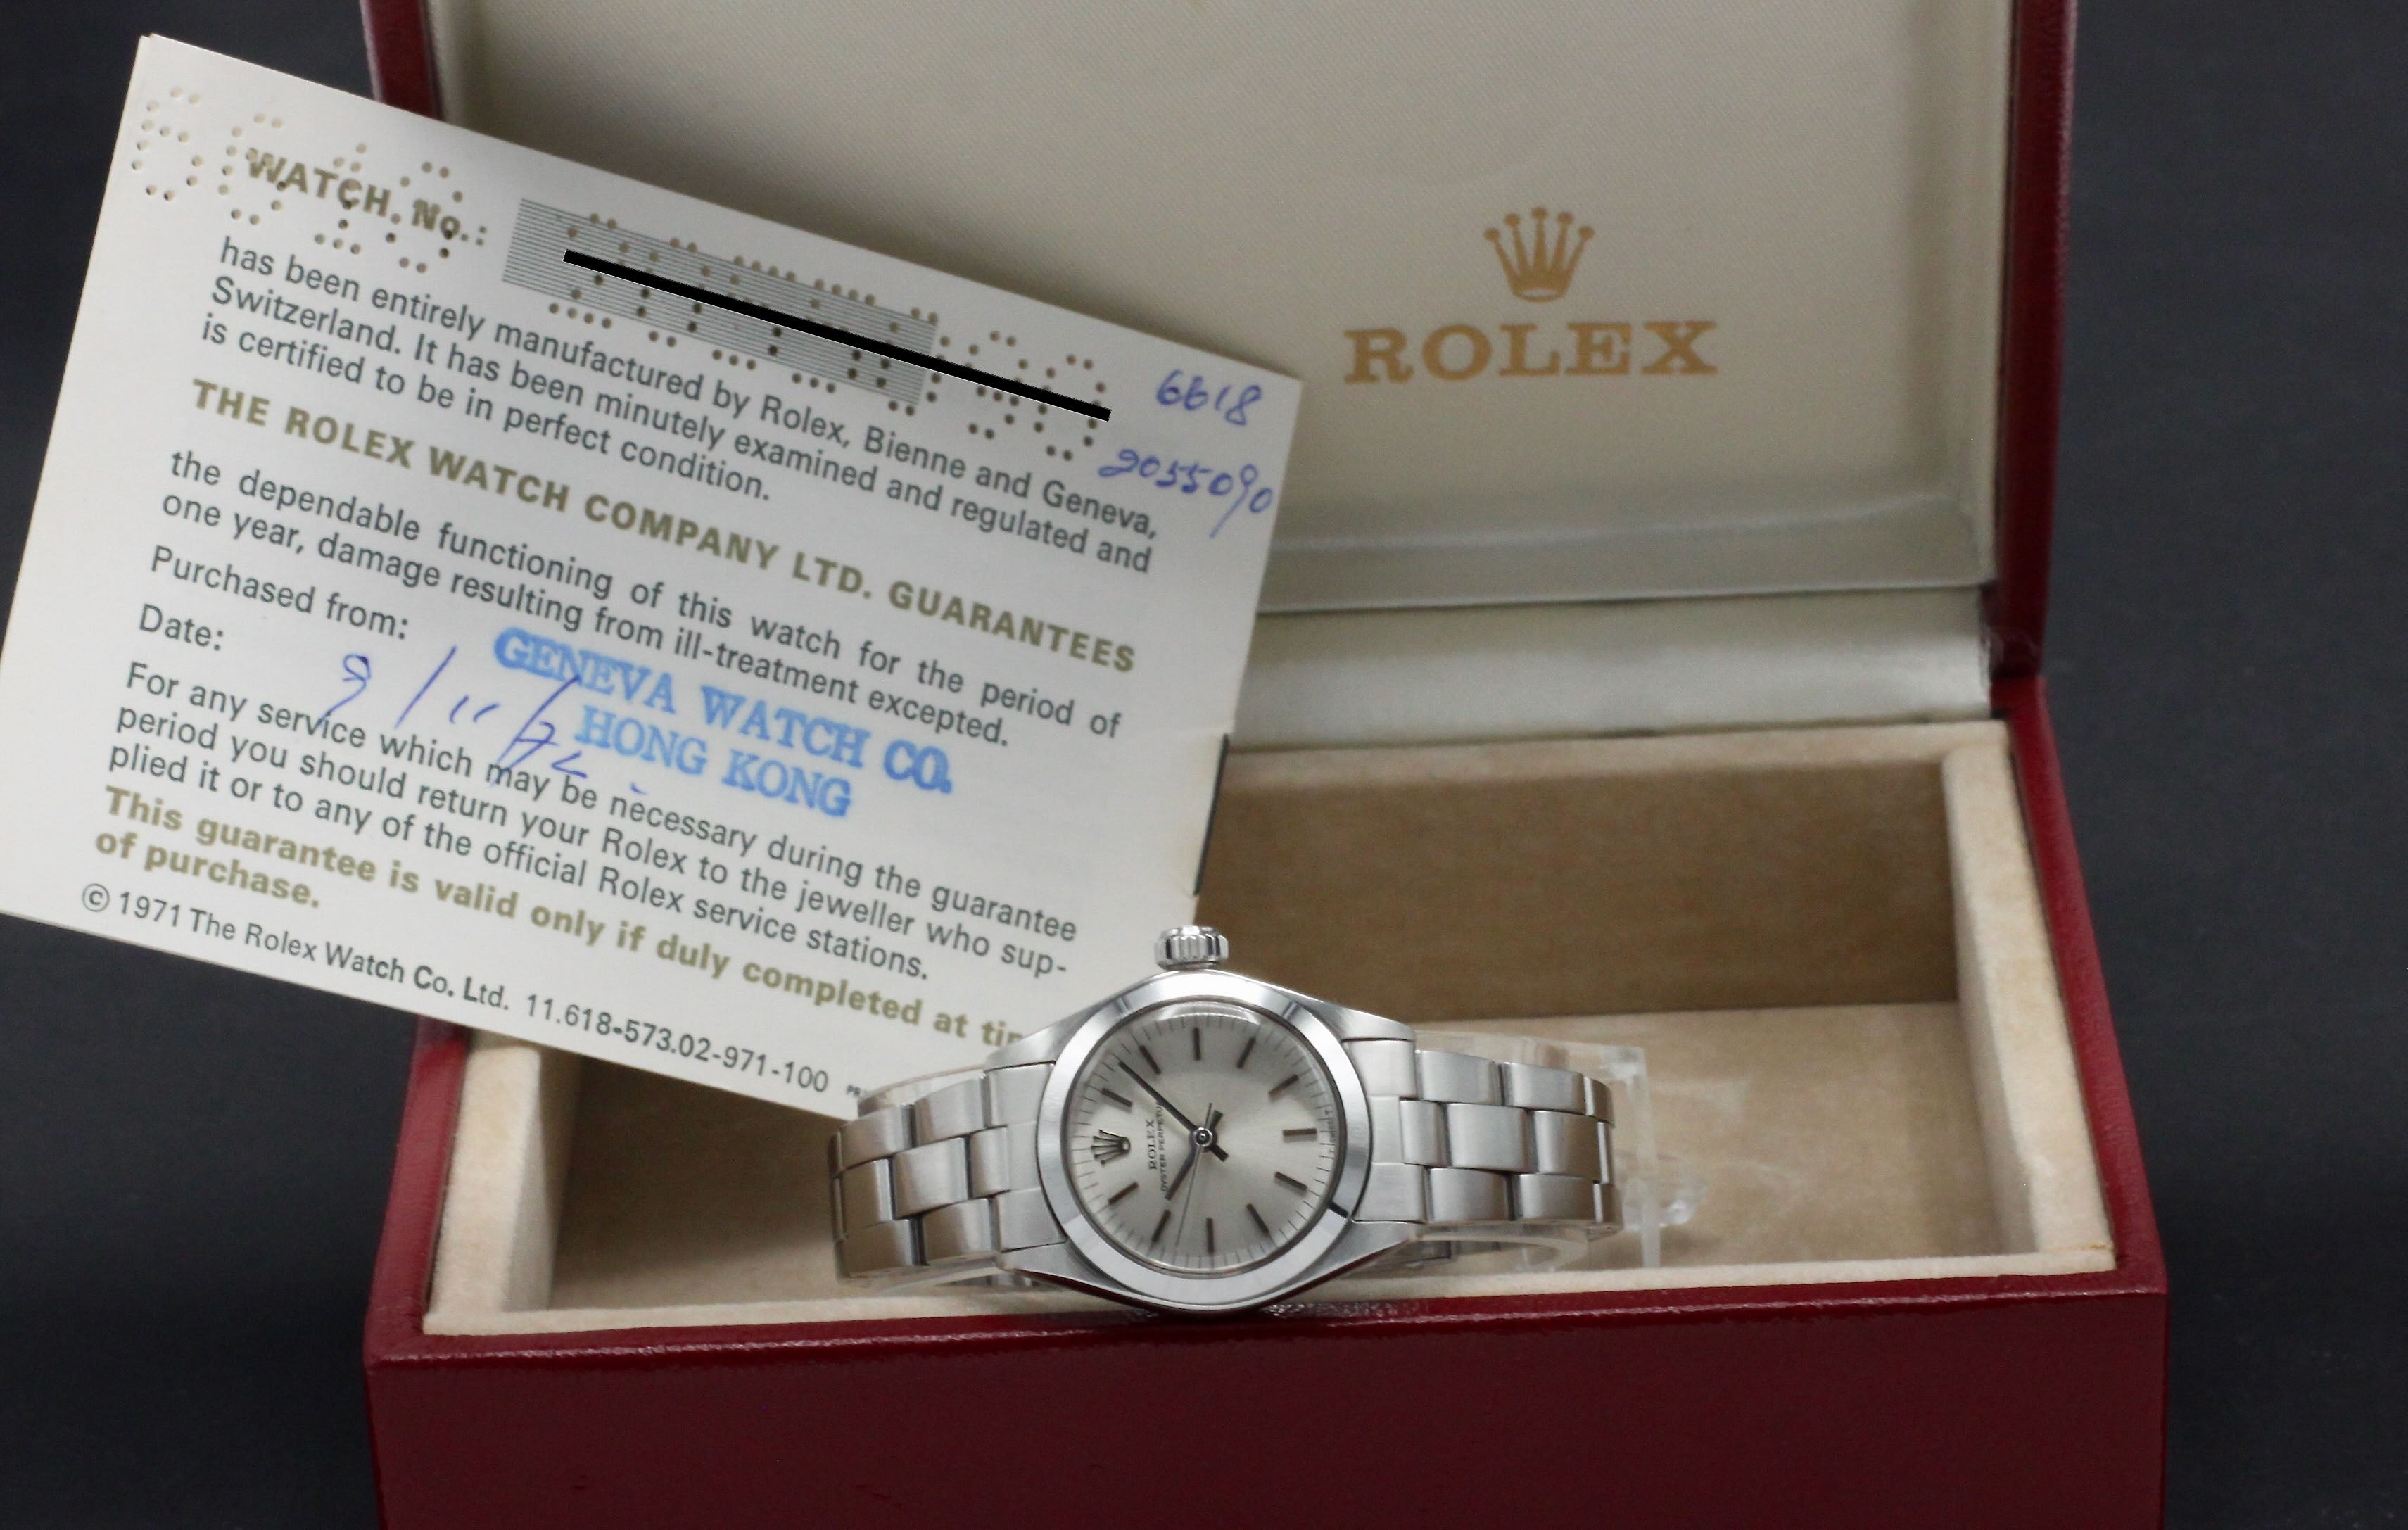 WATCH. No.:
6618
2055090
has been entirely manufactured by Rolex, Bienne and Geneva,
Switzerland. It has been minutely examined and regulated and
is certified to be in perfect condition.
THE ROLEX WATCH COMPANY LTD. GUARANTEES
the dependable functioning of this watch for the period of
one year, damage resulting from ill-treatment excepted.
Purchased from:
GENEVA WATCH CO.
HONG KONG
Date:
For any service which may be necessary during the guarantee
period you should return your Rolex to the jeweller who sup-
plied it or to any of the official Rolex service stations.
This guarantee is valid only if duly completed at
of purchase.
© 1971 The Rolex Watch Co. Ltd. 11.618-573.02-971-100
ROLEX
ROLEX
OYSTER PERPETUAL